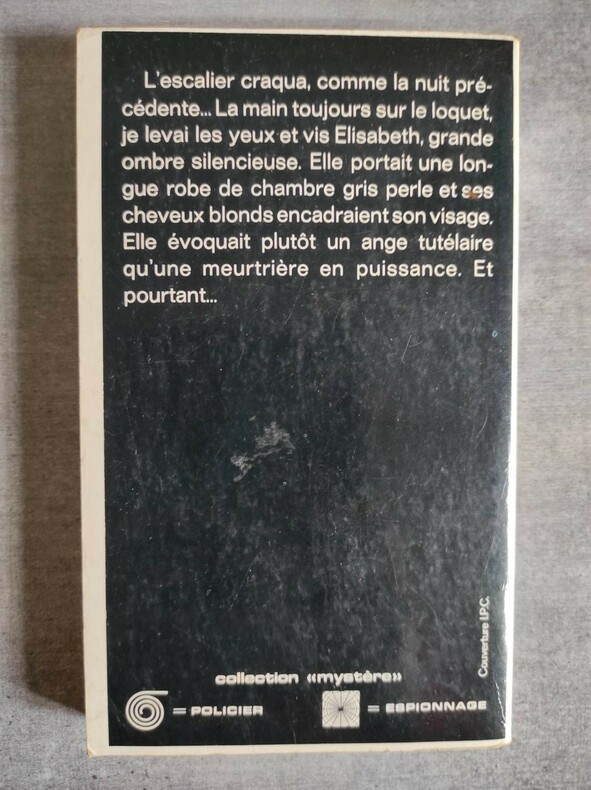 L'escalier craqua, comme la nuit pré-
cédente... La main toujours sur le loquet,
je levai les yeux et vis Elisabeth, grande
ombre silencieuse. Elle portait une lon-
gue robe de chambre gris perle et ses
cheveux blonds encadraient son visage.
Elle évoquait plutôt un ange tutélaire
qu'une meurtrière en puissance. Et
pourtant...
Couverture I.P.C.
collection «mystère»
= POLICIER = ESPIONNAGE